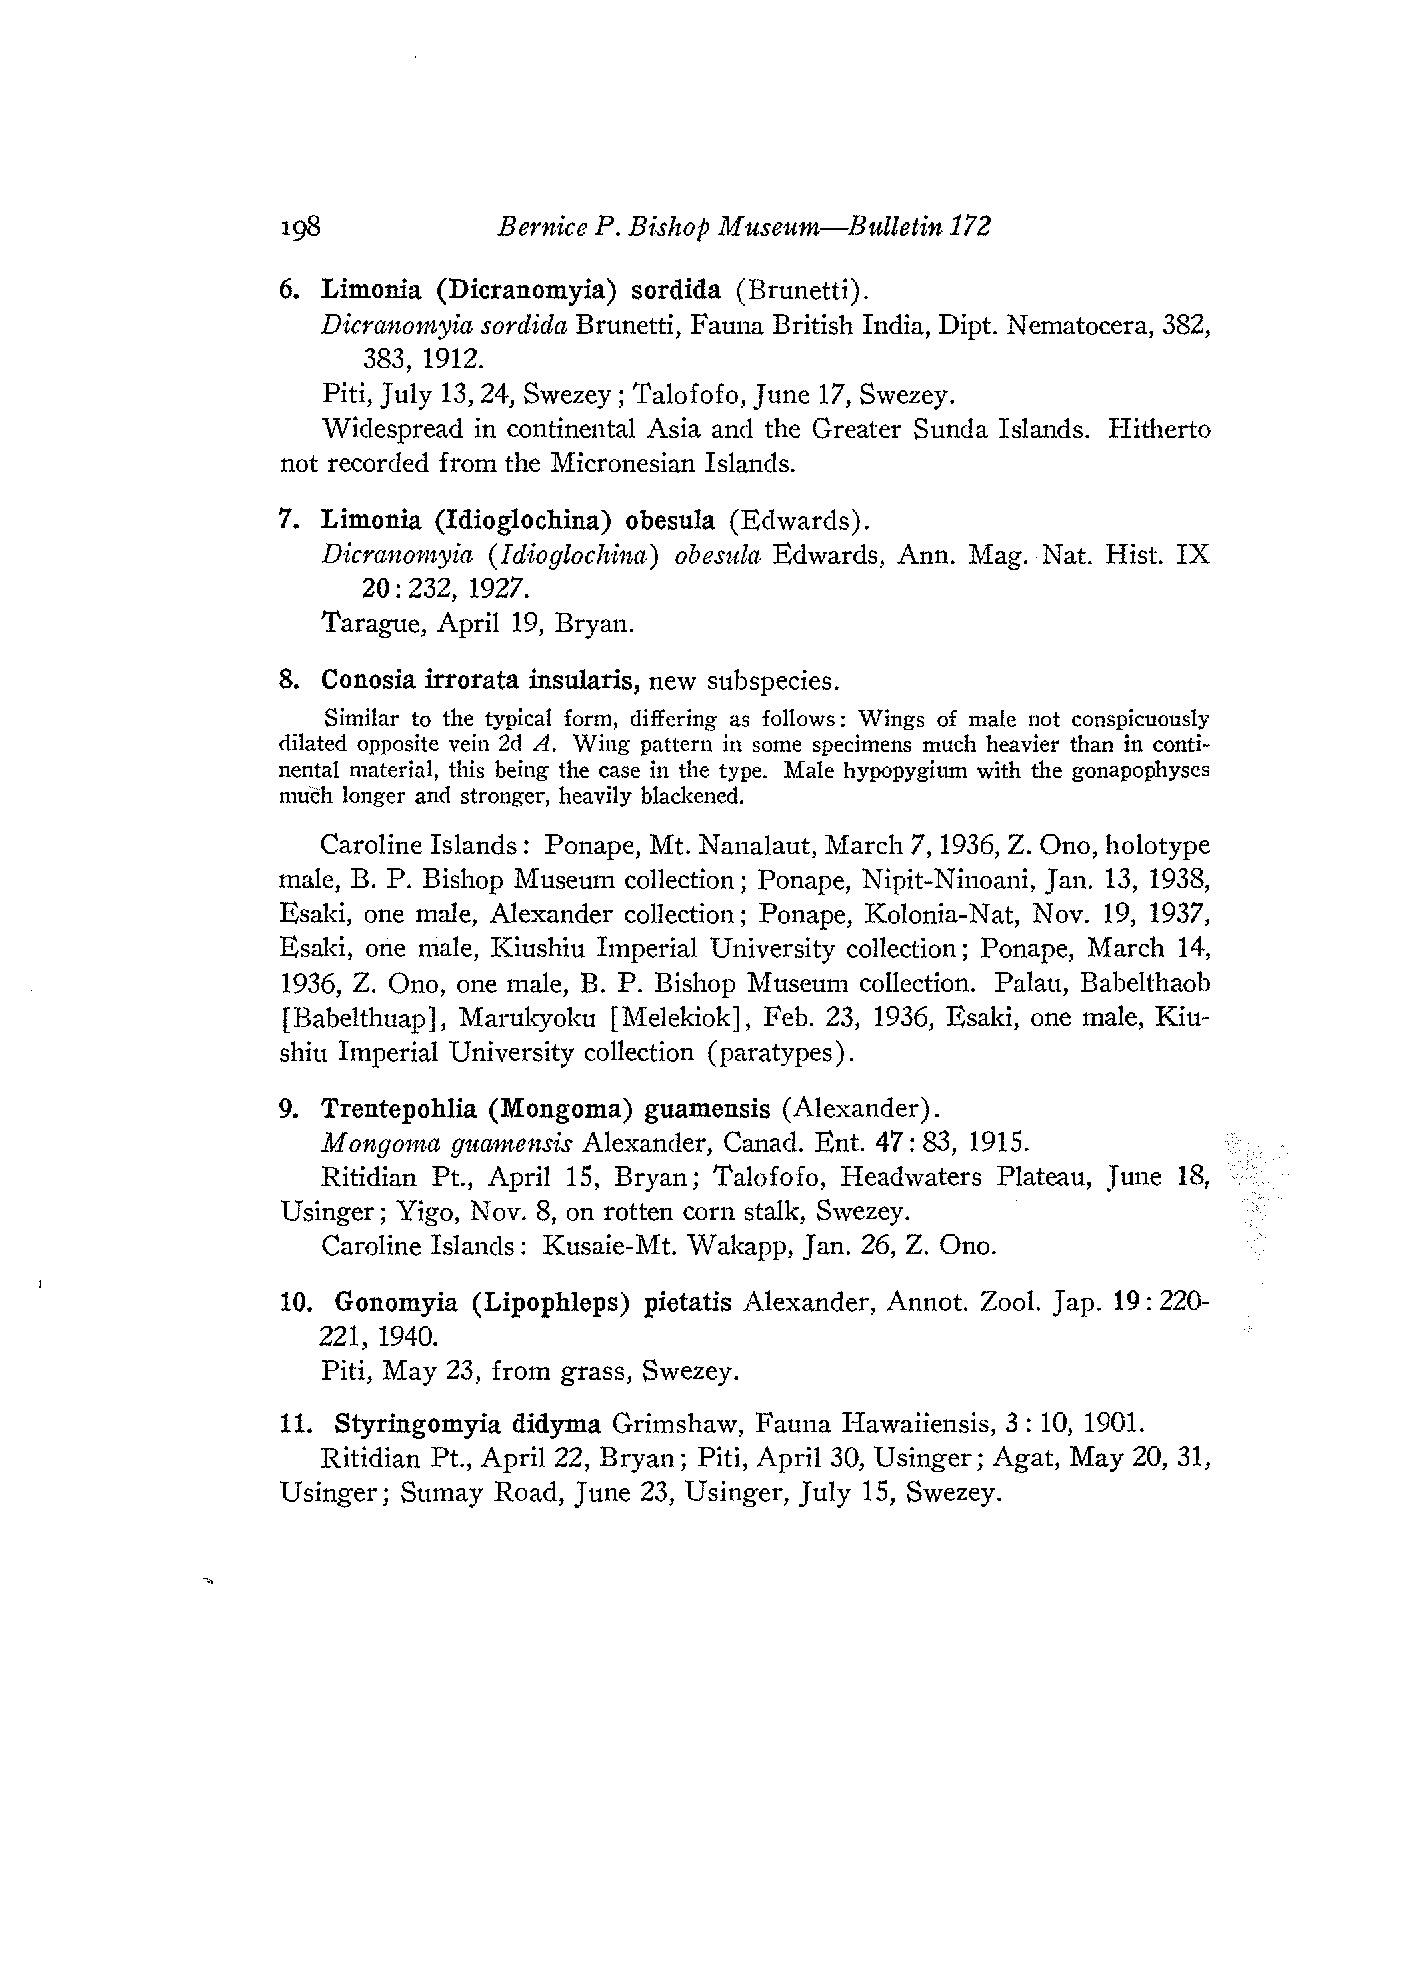 198 Bernice P. Bishop Museum—Bulletin 172
6. Limonia (Dicranomyia) sordida (Brunetti).
Dicranomyia sordida Brunetti, Fauna British India, Dipt. Nematocera, 382,
383, 1912.
Piti, July 13, 24, Swezey; Talofofo, June 17, Swezey.
Widespread in continental Asia and the Greater Sunda Islands. Hitherto
not recorded from the Micronesian Islands.
7. Limonia (Idioglochina) obesula (Edwards).
Dicranomyia (Idioglochina) obesula Edwards, Ann. Mag. Nat. Hist. IX
20: 232, 1927.
Tarague, April 19, Bryan.
8. Conosia irrorata insularis, new subspecies.
Similar to the typical form, differing as follows: Wings of male not conspicuously
dilated opposite vein 2d A. Wing pattern in some specimens much heavier than in conti-
nental material, this being the case in the type. Male hypopygium with the gonapophyses
much longer and stronger, heavily blackened.
Caroline Islands: Ponape, Mt. Nanalaut, March 7, 1936, Z. Ono, holotype
male, B. P. Bishop Museum collection; Ponape, Nipit-Ninoani, Jan. 13, 1938,
Esaki, one male, Alexander collection; Ponape, Kolonia-Nat, Nov. 19, 1937,
Esaki, one male, Kiushiu Imperial University collection; Ponape, March 14,
1936, Z. Ono, one male, B. P. Bishop Museum collection. Palau, Babelthaob
[Babelthuap], Marukyoku [Melekiok], Feb. 23, 1936, Esaki, one male, Kiu-
shiu Imperial University collection (paratypes).
9. Trentepohlia (Mongoma) guamensis (Alexander).
Mongoma guamensis Alexander, Canad. Ent. 47: 83, 1915.
Ritidian Pt., April 15, Bryan; Talofofo, Headwaters Plateau, June 18,
Usinger; Yigo, Nov. 8, on rotten corn stalk, Swezey.
Caroline Islands: Kusaie-Mt. Wakapp, Jan. 26, Z. Ono.
10. Gonomyia (Lipophleps) pietatis Alexander, Annot. Zool. Jap. 19: 220-
221, 1940.
Piti, May 23, from grass, Swezey.
11. Styringomyia didyma Grimshaw, Fauna Hawaiiensis, 3: 10, 1901.
Ritidian Pt., April 22, Bryan; Piti, April 30, Usinger; Agat, May 20, 31,
Usinger; Sumay Road, June 23, Usinger, July 15, Swezey.